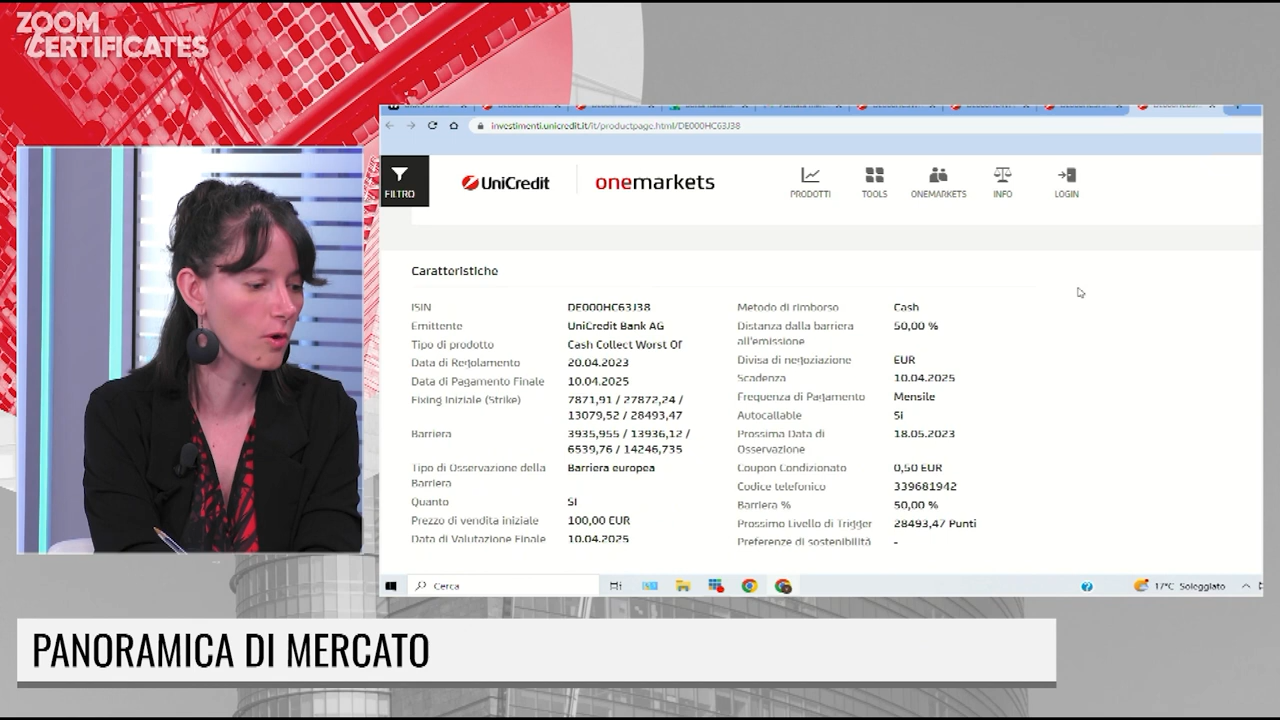 ZOOM
CERTIFICATES
investimenti.unicredit.it/it/productpage.html/DE000HC63J38
FILTRO
UniCredit
onemarkets
PRODOTTI
TOOLS
ONEMARKETS
INFO
LOGIN
Caratteristiche
ISIN DE000HC63J38
Emittente UniCredit Bank AG
Tipo di prodotto Cash Collect Worst Of
Data di Regolamento 20.04.2023
Data di Pagamento Finale 10.04.2025
Fixing Iniziale (Strike) 7871,91 / 27872,24 /
13079,52 / 28493,47
Barriera 3935,955 / 13936,12 /
6539,76 / 14246,735
Tipo di Osservazione della Barriera europea
Barriera
Quanto SI
Prezzo di vendita iniziale 100,00 EUR
Data di Valutazione Finale 10.04.2025
Metodo di rimborso Cash
Distanza dalla barriera 50,00 %
all'emissione
Divisa di negoziazione EUR
Scadenza 10.04.2025
Frequenza di Pagamento Mensile
Autocallable Si
Prossima Data di 18.05.2023
Osservazione
Coupon Condizionato 0,50 EUR
Codice telefonico 339681942
Barriera % 50,00 %
Prossimo Livello di Trigger 28493,47 Punti
Preferenze di sostenibilità -
Cerca
17°C Soleggiato
PANORAMICA DI MERCATO